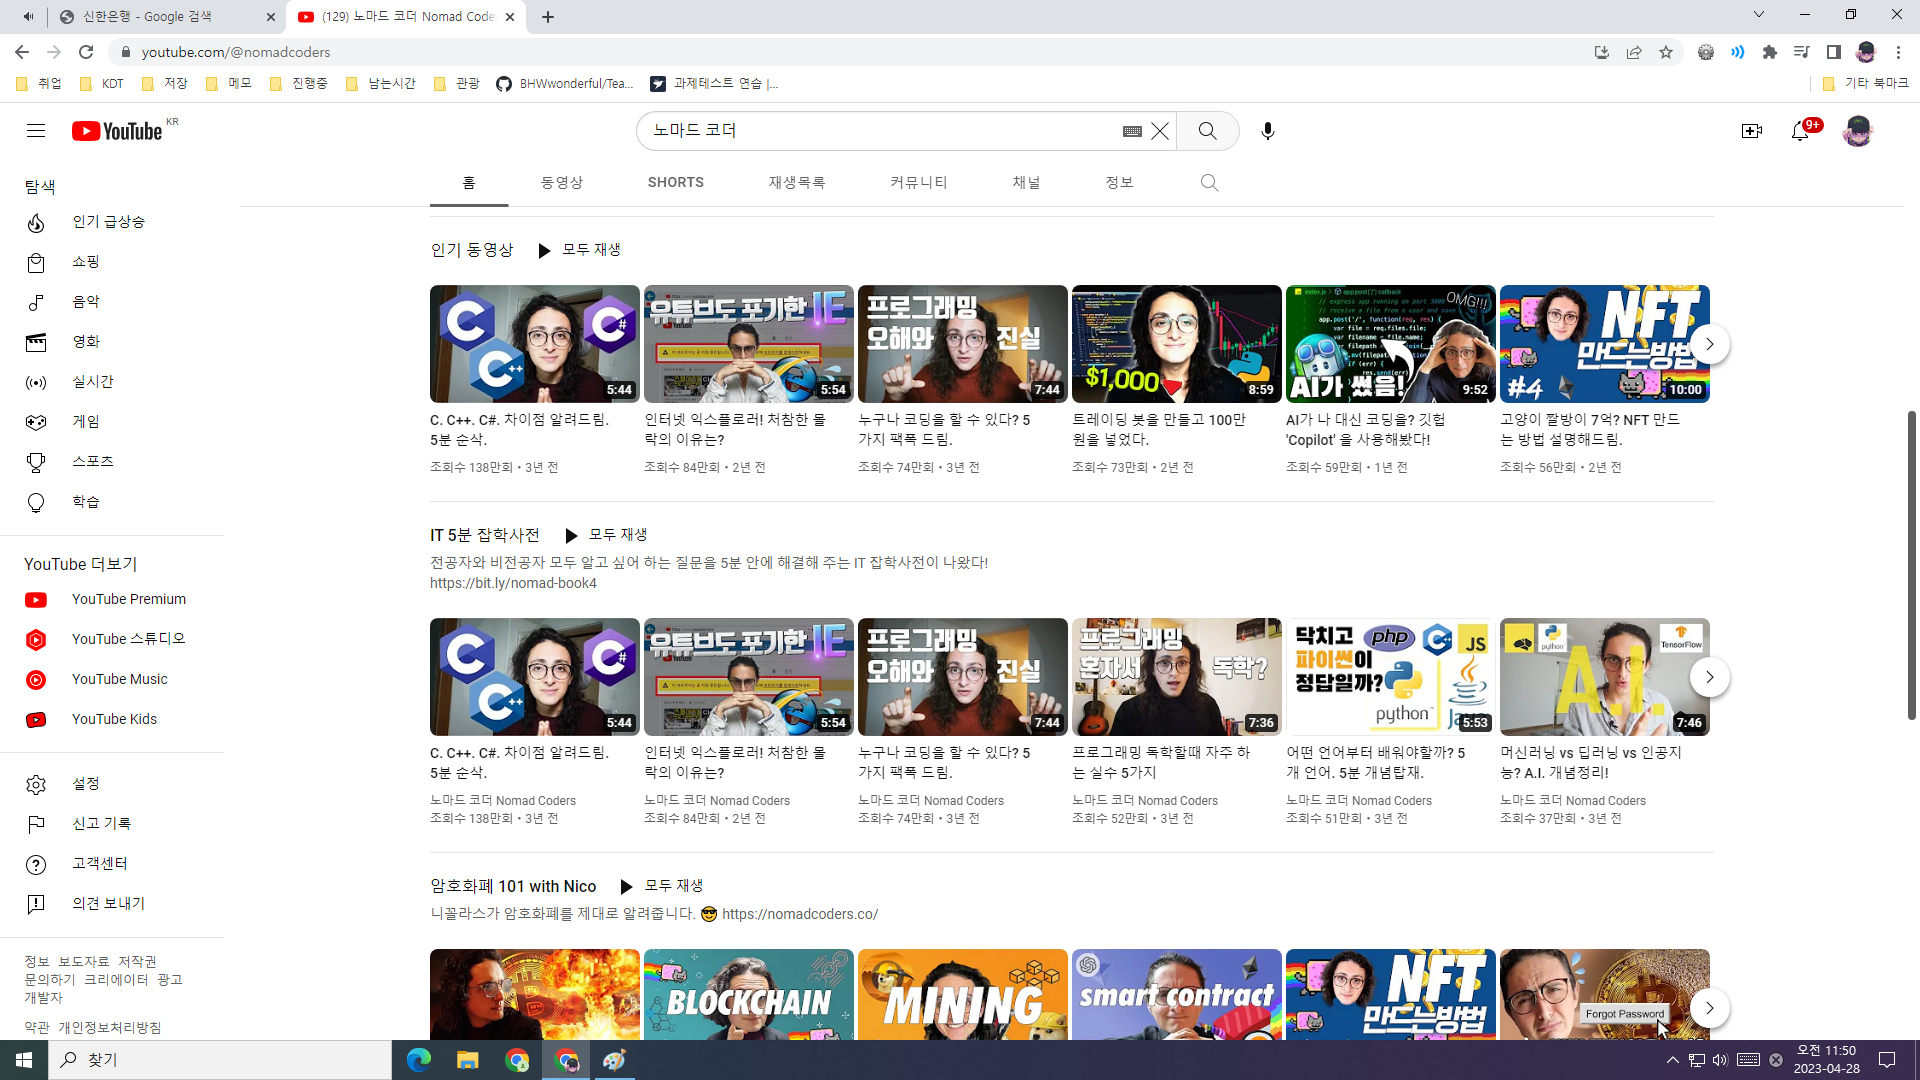 신한은행 - Google 검색
(129) 노마드 코더 Nomad Code
youtube.com/@nomadcoders
취업
KDT
저장
메모
진행중
남는시간
관광
BHWwonderful/Tea...
과제테스트 연습 |...
기타 북마크
YouTube KR
노마드 코더
9+
홈
동영상
SHORTS
재생목록
커뮤니티
채널
정보
탐색
인기 급상승
쇼핑
음악
영화
실시간
게임
스포츠
학습
YouTube 더보기
YouTube Premium
YouTube 스튜디오
YouTube Music
YouTube Kids
설정
신고 기록
고객센터
의견 보내기
정보 보도자료 저작권
문의하기 크리에이터 광고
개발자
약관 개인정보처리방침
인기 동영상
모두 재생
C
C#
C++
5:44
유튜브도 포기한 IE
5:54
프로그래밍
오해와 진실
7:44
$1,000
8:59
OMG!!!
AI가 썼음!
9:52
NFT
만드는방법
#4
10:00
C. C++. C#. 차이점 알려드림.
5분 순삭.
조회수 138만회 • 3년 전
인터넷 익스플로러! 처참한 몰
락의 이유는?
조회수 84만회 • 2년 전
누구나 코딩을 할 수 있다? 5
가지 팩폭 드림.
조회수 74만회 • 3년 전
트레이딩 봇을 만들고 100만
원을 넣었다.
조회수 73만회 • 2년 전
AI가 나 대신 코딩을? 깃헙
'Copilot' 을 사용해봤다!
조회수 59만회 • 1년 전
고양이 짤방이 7억? NFT 만드
는 방법 설명해드림.
조회수 56만회 • 2년 전
IT 5분 잡학사전
모두 재생
전공자와 비전공자 모두 알고 싶어 하는 질문을 5분 안에 해결해 주는 IT 잡학사전이 나왔다!
https://bit.ly/nomad-book4
C
C#
C++
5:44
유튜브도 포기한 IE
5:54
프로그래밍
오해와 진실
7:44
프로그래밍
혼자서 독학?
7:36
닥치고
파이썬이
정답일까?
php
JS
python
5:53
python
TensorFlow
A.I.
7:46
C. C++. C#. 차이점 알려드림.
5분 순삭.
노마드 코더 Nomad Coders
조회수 138만회 • 3년 전
인터넷 익스플로러! 처참한 몰
락의 이유는?
노마드 코더 Nomad Coders
조회수 84만회 • 2년 전
누구나 코딩을 할 수 있다? 5
가지 팩폭 드림.
노마드 코더 Nomad Coders
조회수 74만회 • 3년 전
프로그래밍 독학할때 자주 하
는 실수 5가지
노마드 코더 Nomad Coders
조회수 52만회 • 3년 전
어떤 언어부터 배워야할까? 5
개 언어. 5분 개념탑재.
노마드 코더 Nomad Coders
조회수 51만회 • 3년 전
머신러닝 vs 딥러닝 vs 인공지
능? A.I. 개념정리!
노마드 코더 Nomad Coders
조회수 37만회 • 3년 전
암호화폐 101 with Nico
모두 재생
니꼴라스가 암호화폐를 제대로 알려줍니다. 😎 https://nomadcoders.co/
BLOCKCHAIN
MINING
smart contract
NFT
만드는방법
Forgot Password
찾기
오전 11:50
2023-04-28